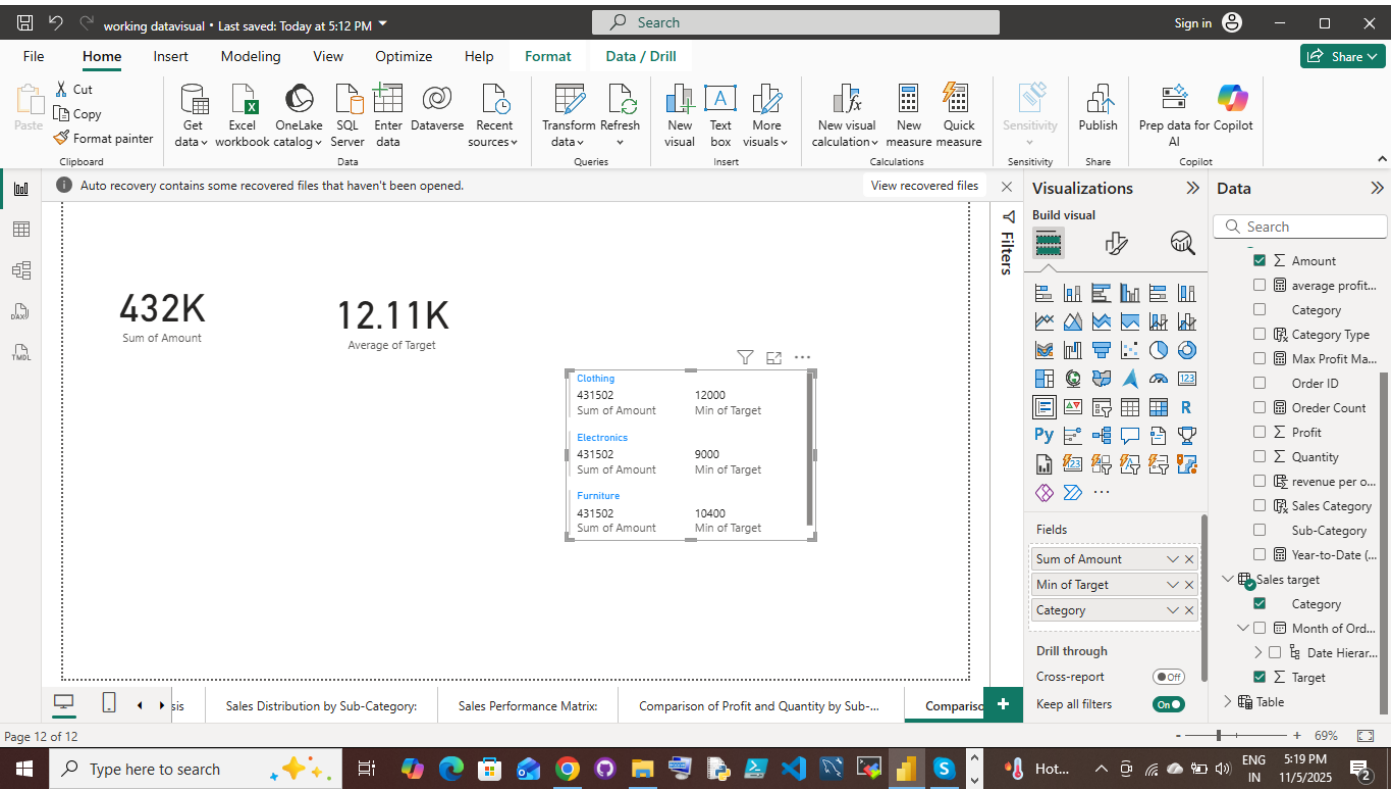 working datavisual • Last saved: Today at 5:12 PM
Search
Sign in
File Home Insert Modeling View Optimize Help Format Data / Drill
Share
Paste
Cut
Copy
Format painter
Clipboard
Get data
Excel workbook
OneLake catalog
SQL Server
Enter data
Dataverse
Recent sources
Data
Transform data
Refresh
Queries
New visual
Text box
More visuals
Insert
New visual calculation
New measure
Quick measure
Calculations
Sensitivity
Sensitivity
Publish
Share
Prep data for AI
Copilot
Copilot
Auto recovery contains some recovered files that haven't been opened.
View recovered files
432K
Sum of Amount
12.11K
Average of Target
Clothing
431502 12000
Sum of Amount Min of Target
Electronics
431502 9000
Sum of Amount Min of Target
Furniture
431502 10400
Sum of Amount Min of Target
Filters
Visualizations
Build visual
123
R
Py
Fields
Sum of Amount
Min of Target
Category
Drill through
Cross-report
Off
Keep all filters
On
Data
Search
Amount
average profit...
Category
Category Type
Max Profit Ma...
Order ID
Oreder Count
Profit
Quantity
revenue per o...
Sales Category
Sub-Category
Year-to-Date (...
Sales target
Category
Month of Ord...
Date Hierar...
Target
Table
DAX
TMDL
sis
Sales Distribution by Sub-Category:
Sales Performance Matrix:
Comparison of Profit and Quantity by Sub-...
Comparisc
Page 12 of 12
- + 69%
Type here to search
Hot...
ENG
IN
5:19 PM
11/5/2025
2